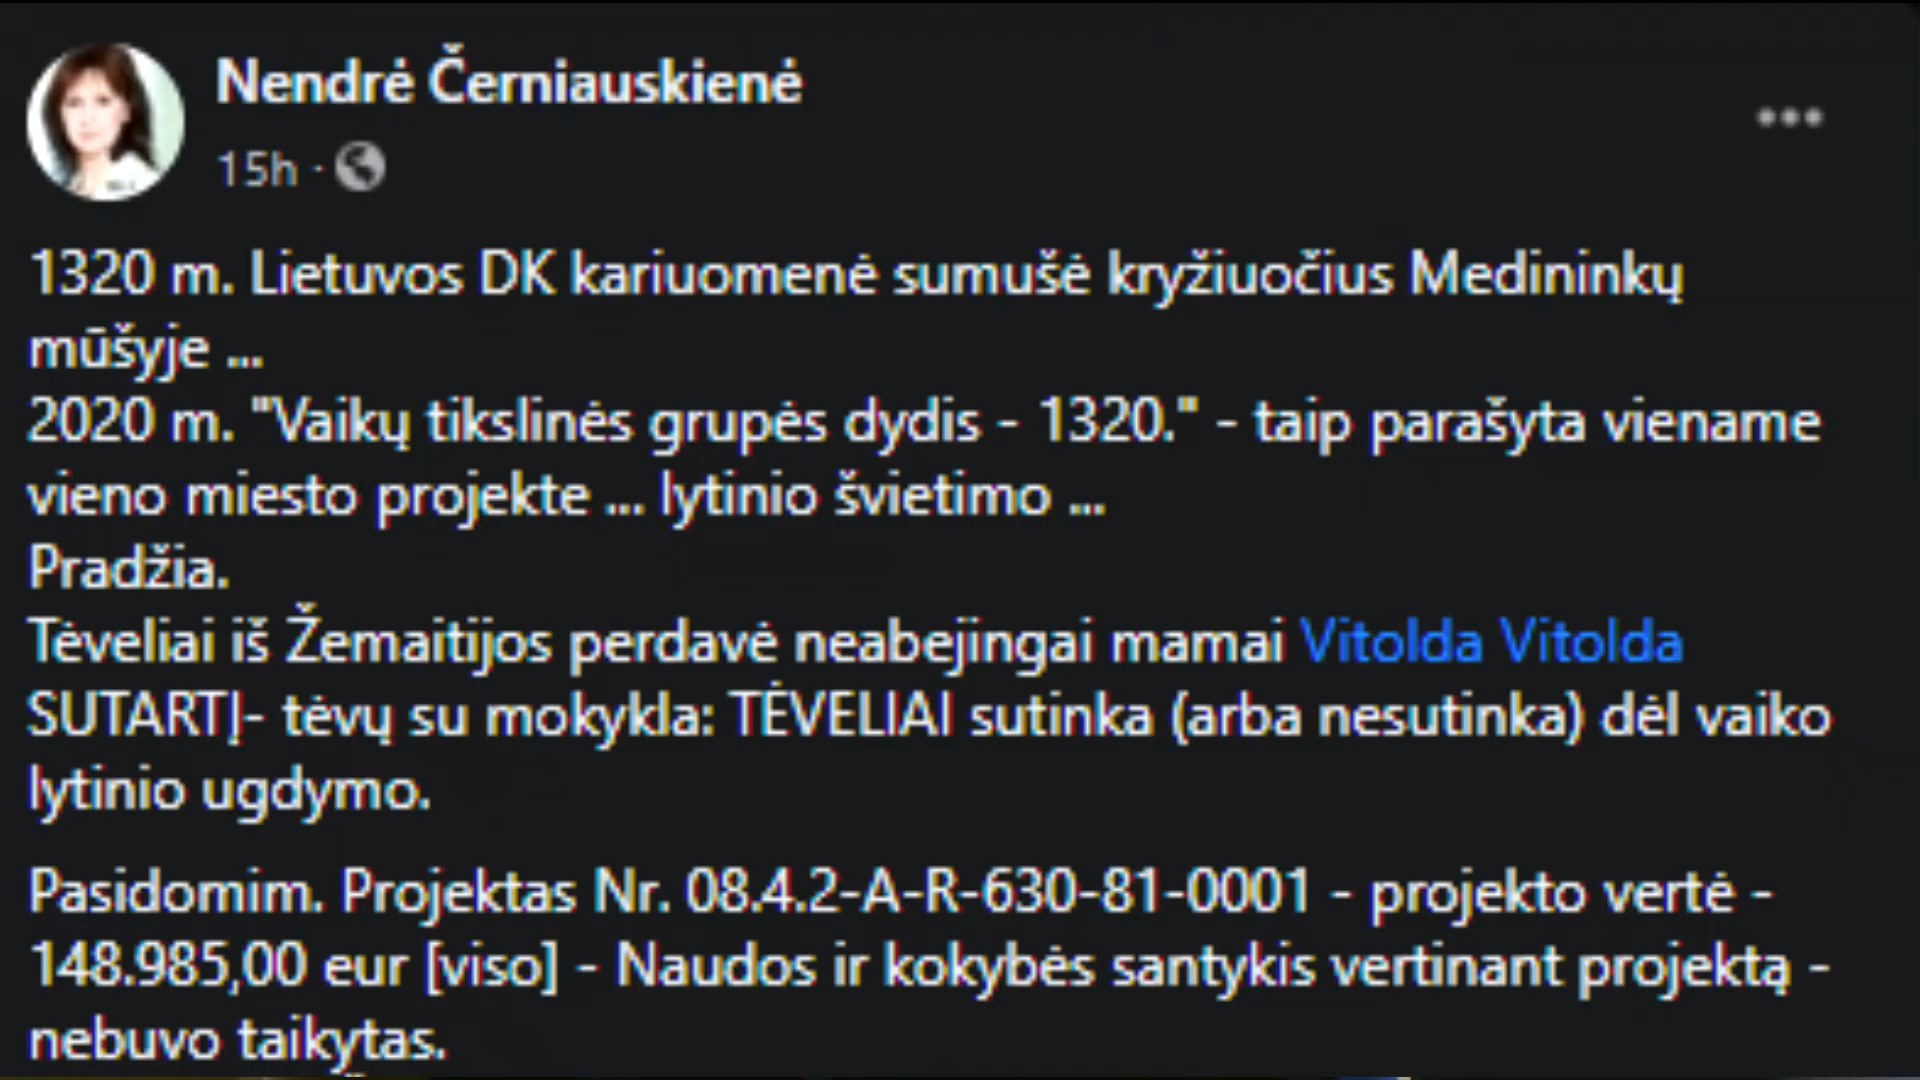 Nendrė Černiauskienė
15h ·
1320 m. Lietuvos DK kariuomenė sumušė kryžiuočius Medininkų
mūšyje ...
2020 m. "Vaikų tikslinės grupės dydis - 1320." - taip parašyta viename
vieno miesto projekte ... lytinio švietimo ...
Pradžia.
Tėveliai iš Žemaitijos perdavė neabejingai mamai Vitolda Vitolda
SUTARTĮ- tėvų su mokykla: TĖVELIAI sutinka (arba nesutinka) dėl vaiko
lytinio ugdymo.
Pasidomim. Projektas Nr. 08.4.2-A-R-630-81-0001 - projekto vertė -
148.985,00 eur [viso] - Naudos ir kokybės santykis vertinant projektą -
nebuvo taikytas.